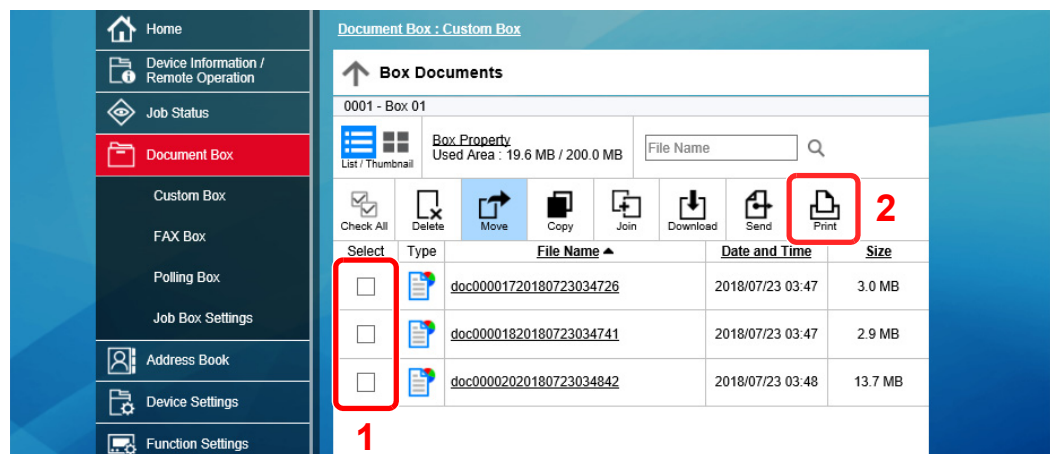 Home
Device Information /
Remote Operation
Job Status
Document Box
Custom Box
FAX Box
Polling Box
Job Box Settings
Address Book
Device Settings
Function Settings
Document Box : Custom Box
Box Documents
0001 - Box 01
List / Thumbnail
Box Property
Used Area : 19.6 MB / 200.0 MB
File Name
Check All Delete Move Copy Join Download Send Print 2
Select Type File Name Date and Time Size
doc00001720180723034726 2018/07/23 03:47 3.0 MB
doc00001820180723034741 2018/07/23 03:47 2.9 MB
doc00002020180723034842 2018/07/23 03:48 13.7 MB
1